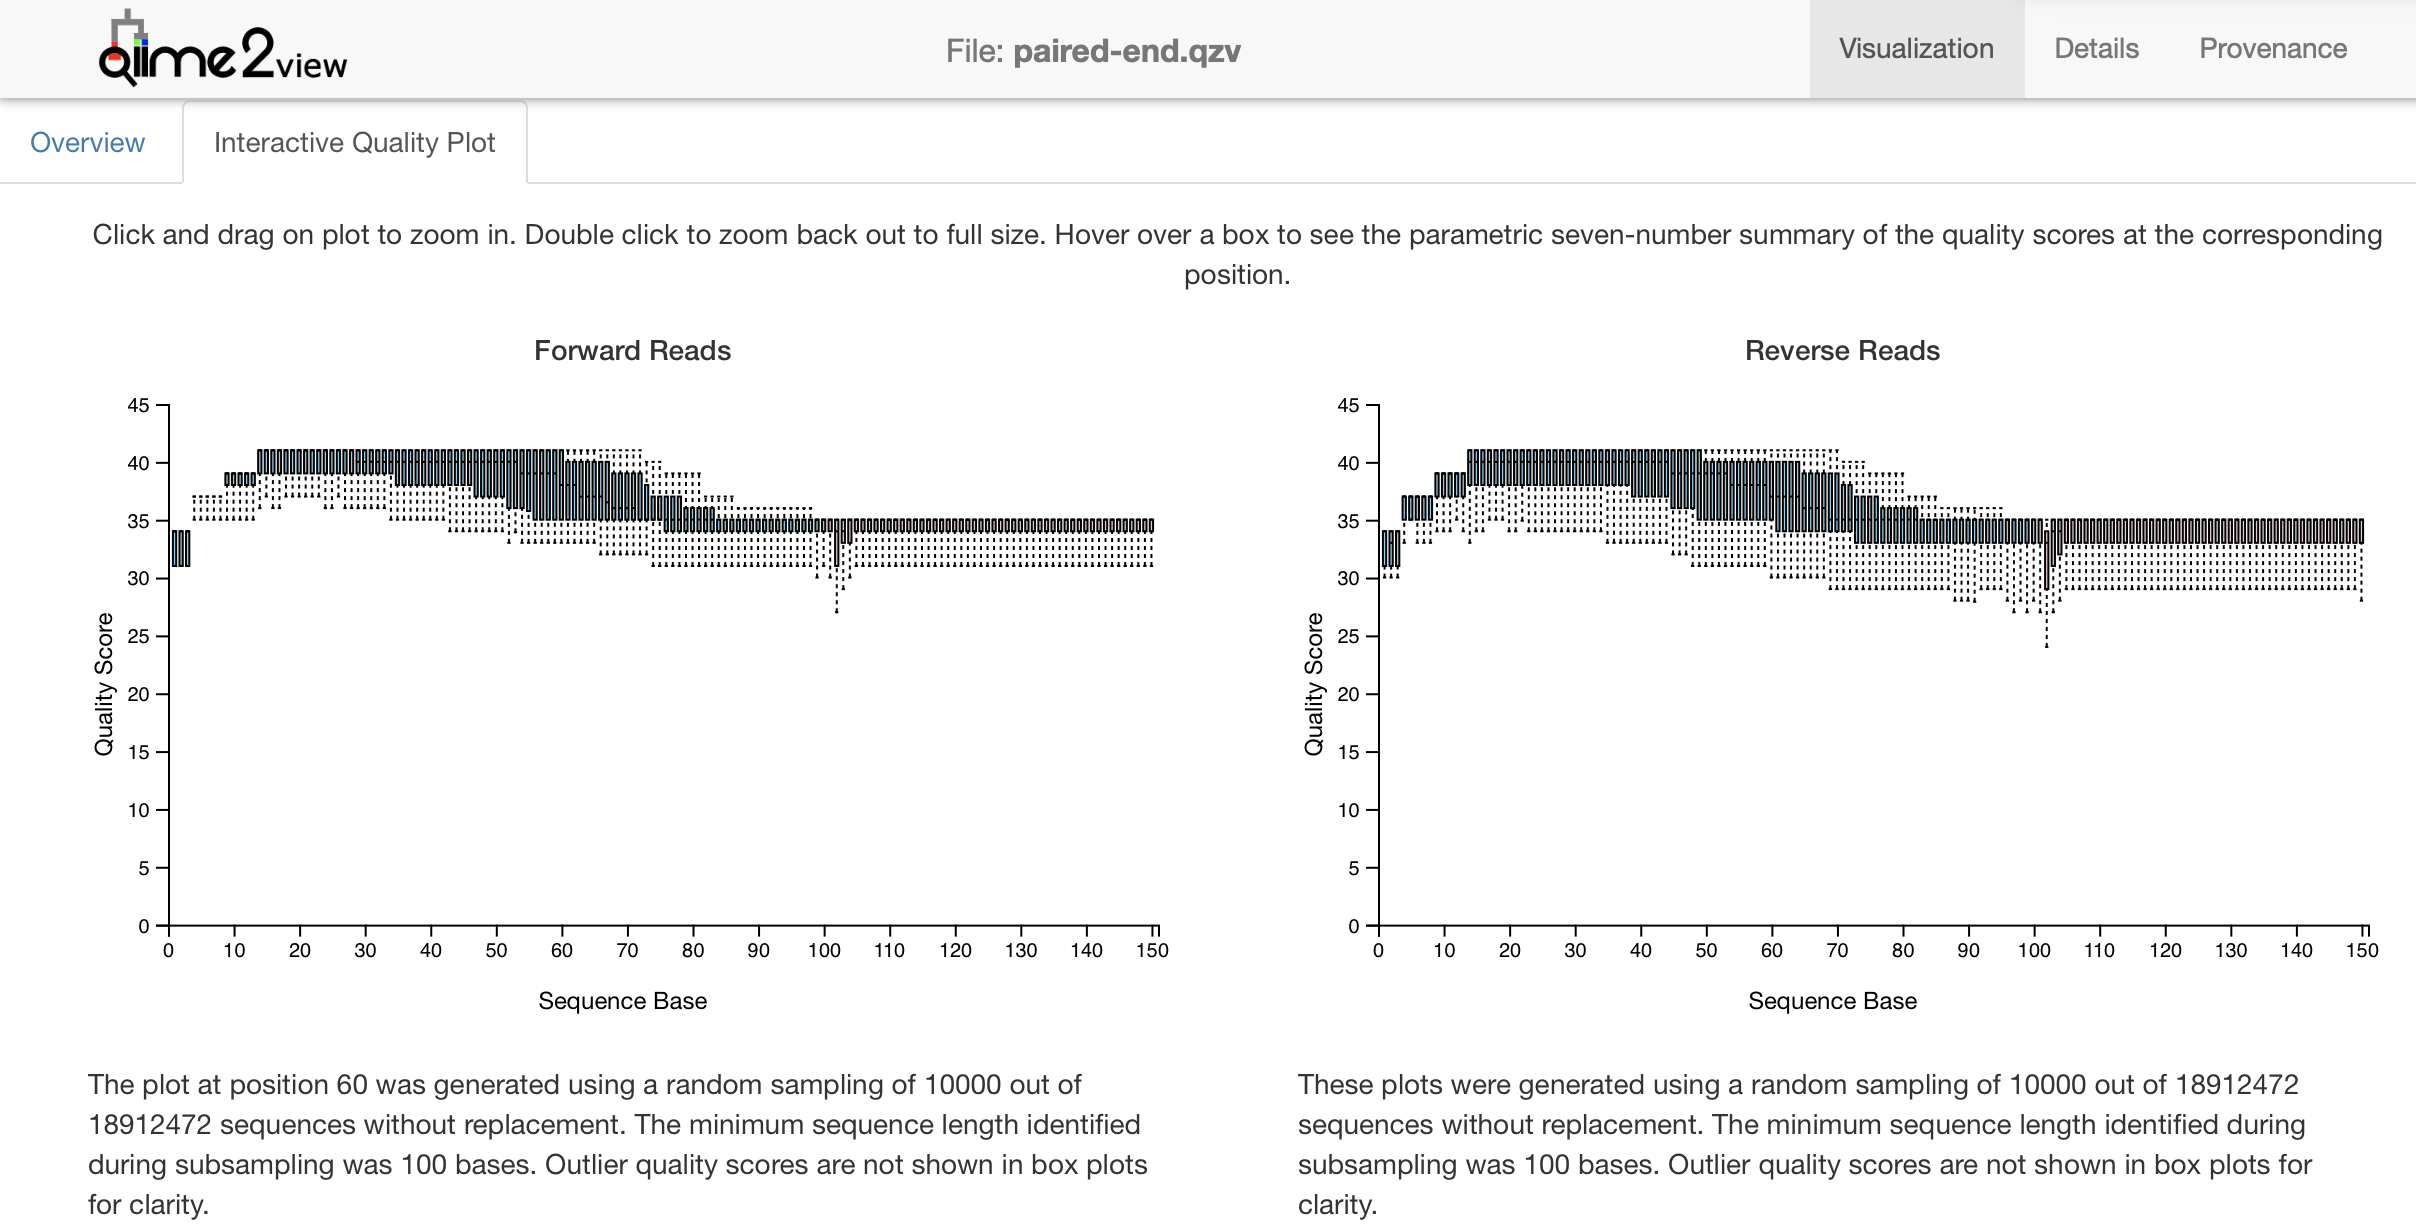 qiime2view
File: paired-end.qzv
Visualization
Details
Provenance
Overview
Interactive Quality Plot
Click and drag on plot to zoom in. Double click to zoom back out to full size. Hover over a box to see the parametric seven-number summary of the quality scores at the corresponding
position.
Forward Reads
45
40
35
30
25
20
15
10
5
0
Quality Score
0 10 20 30 40 50 60 70 80 90 100 110 120 130 140 150
Sequence Base
The plot at position 60 was generated using a random sampling of 10000 out of
18912472 sequences without replacement. The minimum sequence length identified
during subsampling was 100 bases. Outlier quality scores are not shown in box plots
for clarity.
Reverse Reads
45
40
35
30
25
20
15
10
5
0
Quality Score
0 10 20 30 40 50 60 70 80 90 100 110 120 130 140 150
Sequence Base
These plots were generated using a random sampling of 10000 out of 18912472
sequences without replacement. The minimum sequence length identified during
subsampling was 100 bases. Outlier quality scores are not shown in box plots for
clarity.